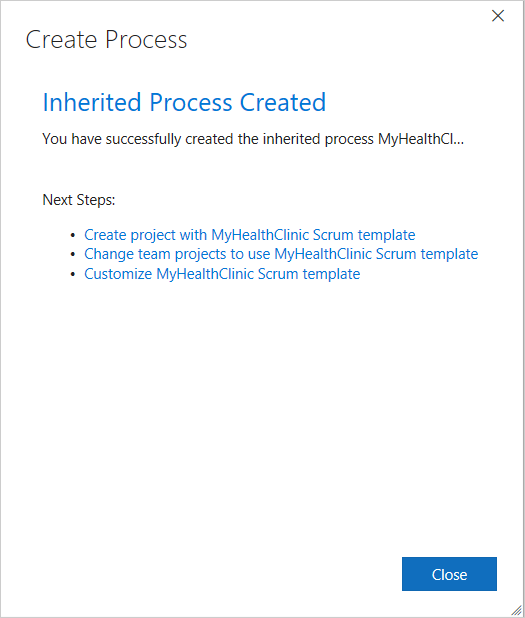 Create Process
Inherited Process Created
You have successfully created the inherited process MyHealthCl...
Next Steps:
• Create project with MyHealthClinic Scrum template
• Change team projects to use MyHealthClinic Scrum template
• Customize MyHealthClinic Scrum template
Close